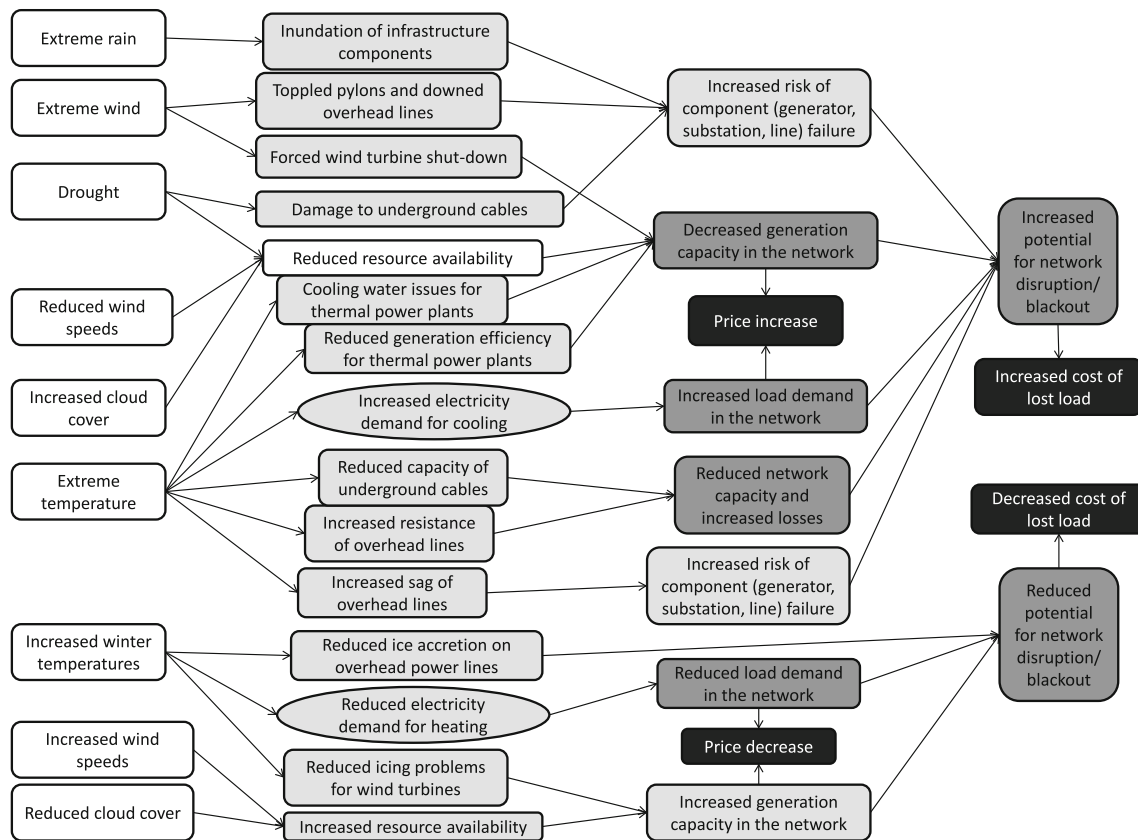 Extreme rain
Extreme wind
Drought
Reduced wind
speeds
Increased cloud
cover
Extreme
temperature
Increased winter
temperatures
Increased wind
speeds
Reduced cloud cover
Inundation of infrastructure
components
Toppled pylons and downed
overhead lines
Forced wind turbine shut-down
Damage to underground cables
Reduced resource availability
Cooling water issues for
thermal power plants
Reduced generation efficiency
for thermal power plants
Increased electricity
demand for cooling
Reduced capacity of
underground cables
Increased resistance
of overhead lines
Increased sag of
overhead lines
Reduced ice accretion on
overhead power lines
Reduced electricity
demand for heating
Reduced icing problems
for wind turbines
Increased resource availability
Increased risk of
component (generator,
substation, line) failure
Decreased generation
capacity in the network
Price increase
Increased load demand
in the network
Reduced network
capacity and
increased losses
Increased risk of
component (generator,
substation, line) failure
Reduced load demand
in the network
Price decrease
Increased generation
capacity in the network
Increased
potential
for network
disruption/
blackout
Increased cost of
lost load
Decreased cost of
lost load
Reduced
potential
for network
disruption/
blackout